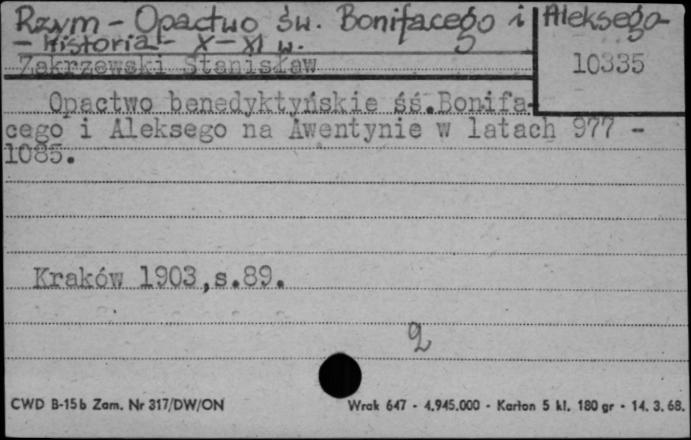 Rzym - Opactwo św. Bonifacego i Aleksego
- Historia - X - XI w.
Zakrzewski Stanisław
10335
Opactwo benedyktyńskie śś.Bonifa-
cego i Aleksego na Awentynie w latach 977 -
1085.
Kraków 1903,s.89.
2
CWD B-15b Zam. Nr 317/DW/ON
Wrak 647 - 4.945.000 - Karton 5 kl. 180 gr - 14. 3. 68.